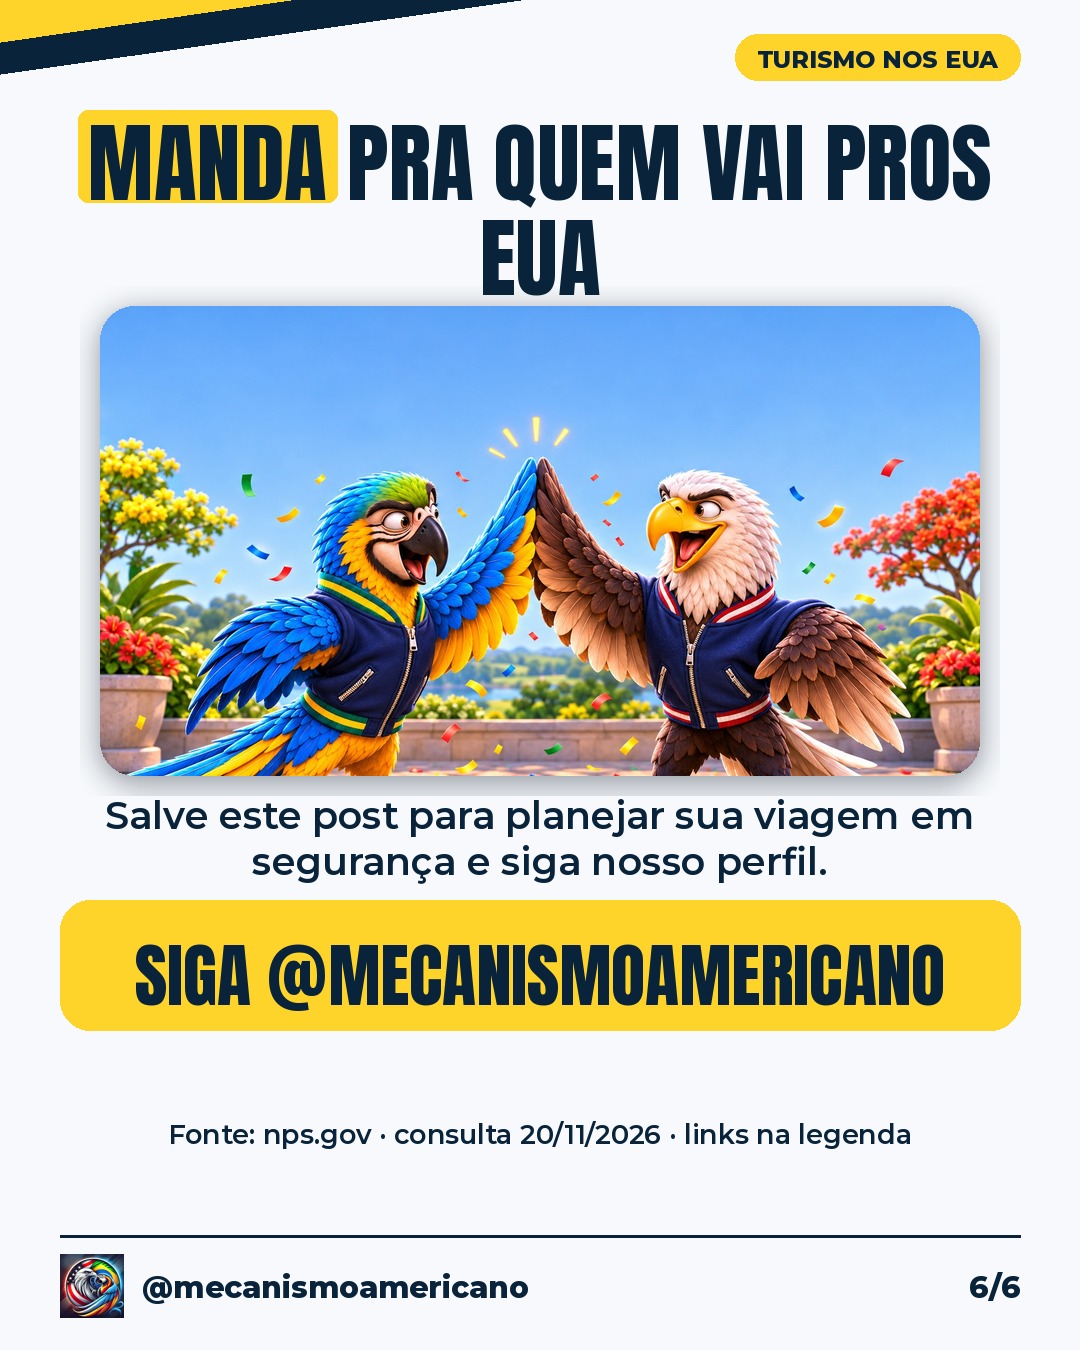 TURISMO NOS EUA
MANDA PRA QUEM VAI PROS
EUA
Salve este post para planejar sua viagem em
segurança e siga nosso perfil.
SIGA @MECANISMOAMERICANO
Fonte: nps.gov · consulta 20/11/2026 · links na legenda
@mecanismoamericano
6/6